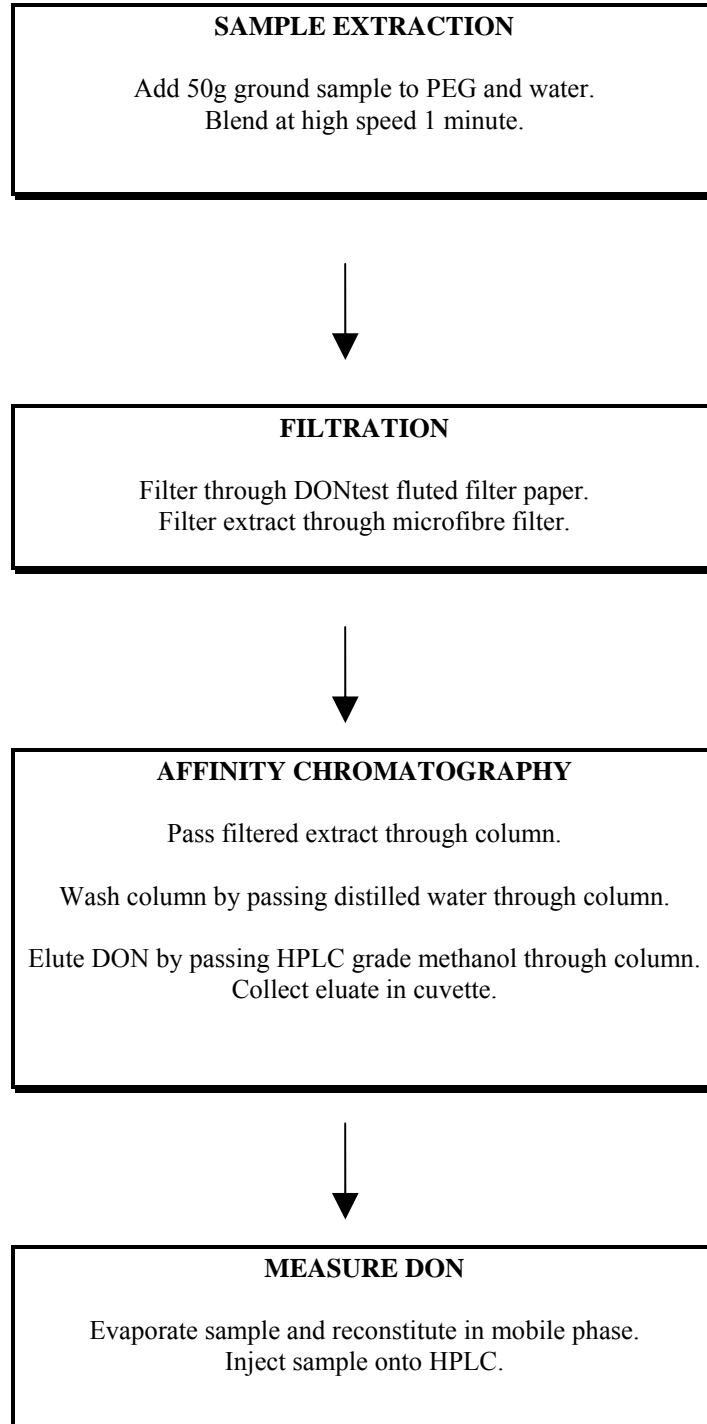 SAMPLE EXTRACTION
Add 50g ground sample to PEG and water.
Blend at high speed 1 minute.
FILTRATION
Filter through DONtest fluted filter paper.
Filter extract through microfibre filter.
AFFINITY CHROMATOGRAPHY
Pass filtered extract through column.
Wash column by passing distilled water through column.
Elute DON by passing HPLC grade methanol through column.
Collect eluate in cuvette.
MEASURE DON
Evaporate sample and reconstitute in mobile phase.
Inject sample onto HPLC.